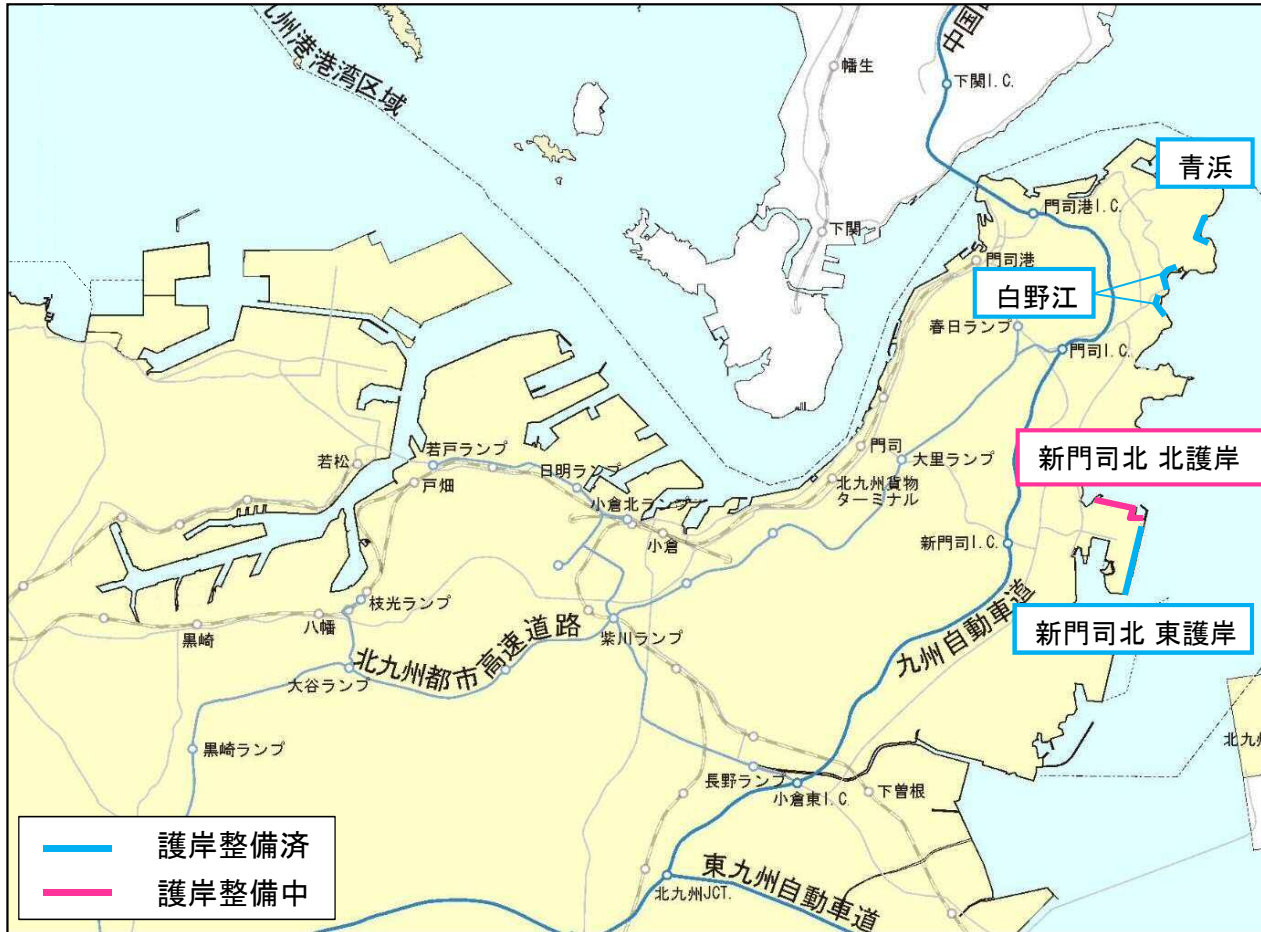 九州港港湾区域
中国
幡生
下関I.C.
青浜
門司港I.C.
下関
門司港
白野江
春日ランプ
門司I.C.
新門司北 北護岸
若戸ランプ
若松
日明ランプ
戸畑
門司
大里ランプ
北九州貨物
ターミナル
小倉北ランプ
小倉
新門司I.C.
枝光ランプ
八幡
黒崎
紫川ランプ
九州自動車道
新門司北 東護岸
北九州都市高速道路
大谷ランプ
黒崎ランプ
北九
長野ランプ
小倉東I.C.
下曽根
護岸整備済
護岸整備中
東九州自動車道
北九州JCT.